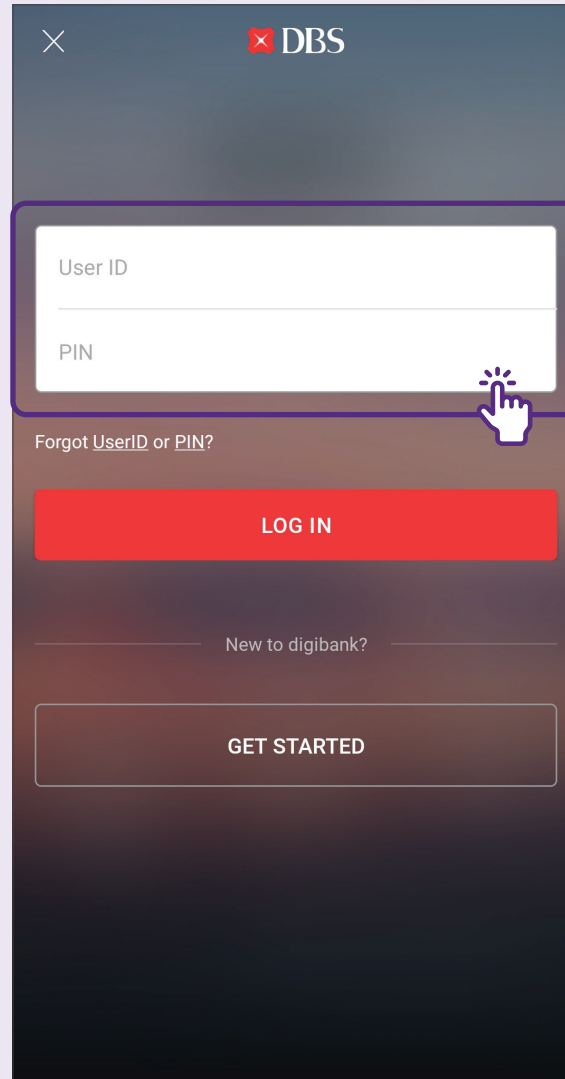 DBS
User ID
PIN
Forgot UserID or PIN?
LOG IN
New to digibank?
GET STARTED